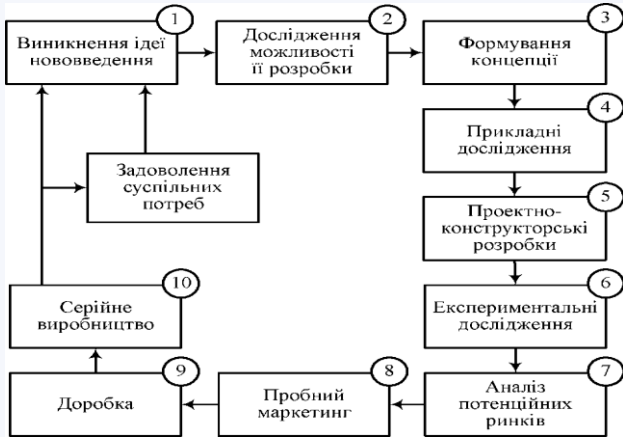 1
Виникнення ідеї
нововведення
2
Дослідження
можливості
її розробки
3
Формування
концепції
4
Прикладні
дослідження
Задоволення
суспільних
потреб
5
Проектно-
конструкторські
розробки
10
Серійне
виробництво
6
Експериментальні
дослідження
9
Доробка
8
Пробний
маркетинг
7
Аналіз
потенційних
ринків